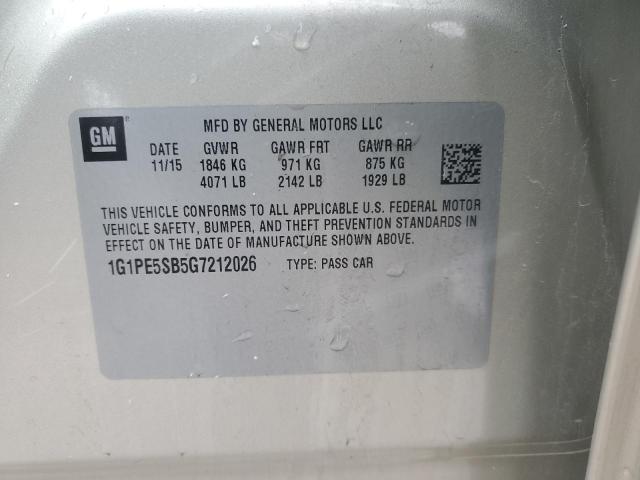 GM
MFD BY GENERAL MOTORS LLC
DATE GVWR GAWR FRT GAWR RR
11/15 1846 KG 971 KG 875 KG
4071 LB 2142 LB 1929 LB
THIS VEHICLE CONFORMS TO ALL APPLICABLE U.S. FEDERAL MOTOR
VEHICLE SAFETY, BUMPER, AND THEFT PREVENTION STANDARDS IN
EFFECT ON THE DATE OF MANUFACTURE SHOWN ABOVE.
1G1PE5SB5G7212026 TYPE: PASS CAR